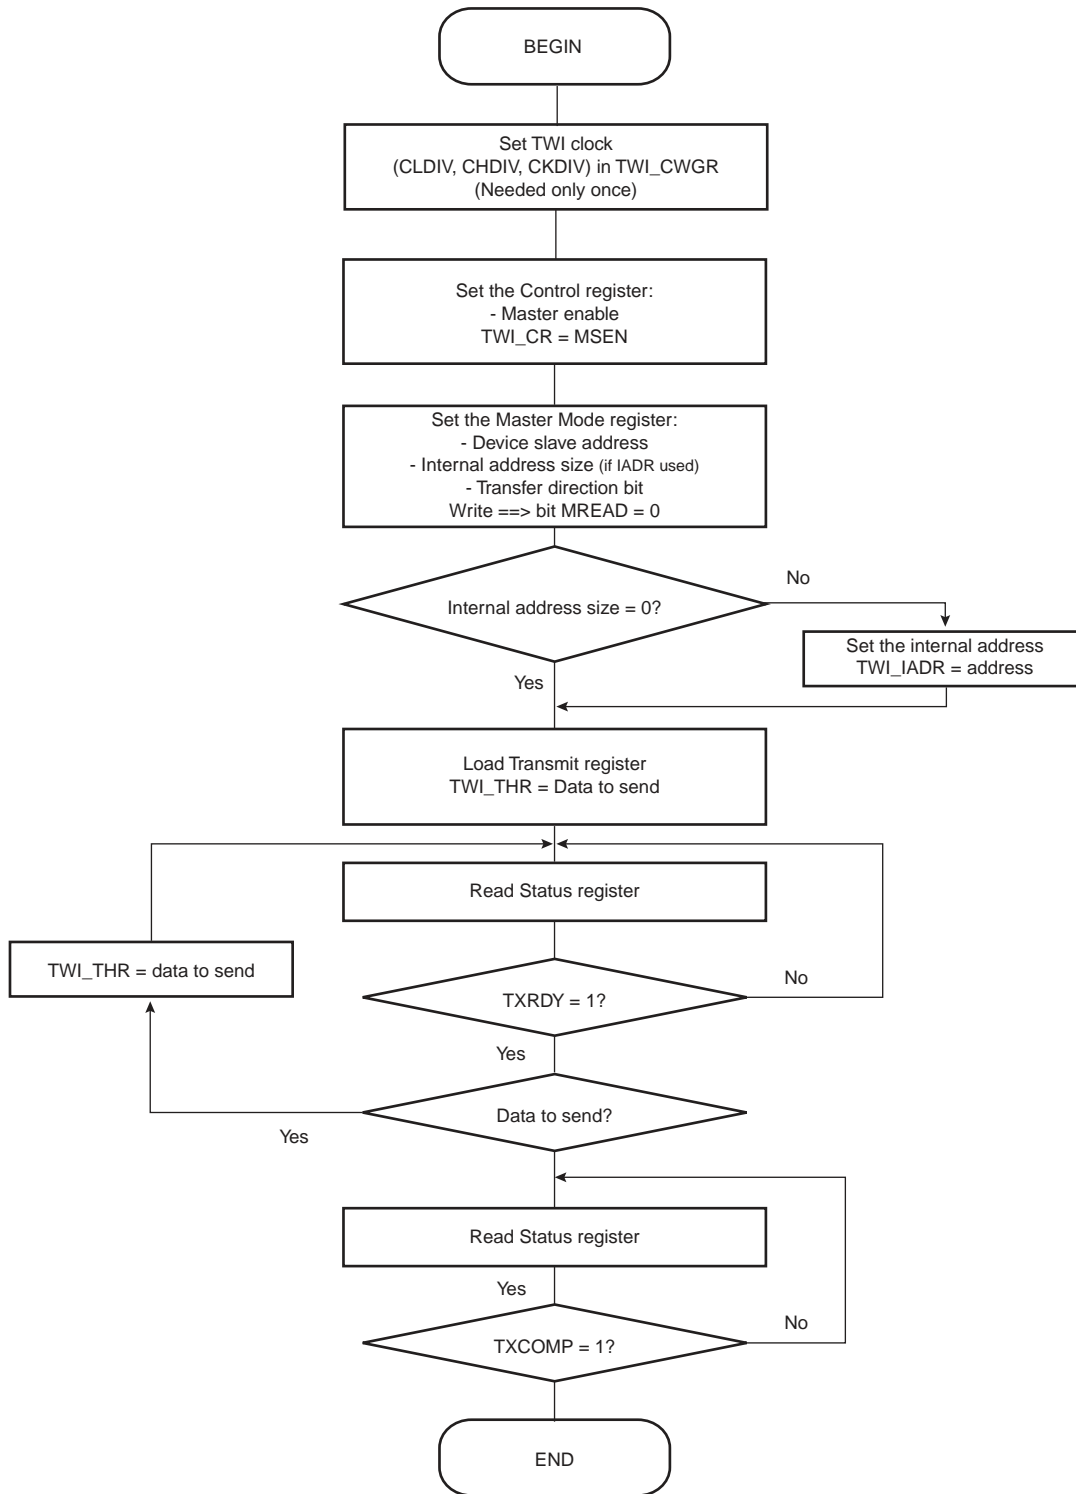 BEGIN
Set TWI clock
(CLDIV, CHDIV, CKDIV) in TWI_CWGR
(Needed only once)
Set the Control register:
- Master enable
TWI_CR = MSEN
Set the Master Mode register:
- Device slave address
- Internal address size (if IADR used)
- Transfer direction bit
Write ==> bit MREAD = 0
No
Internal address size = 0?
Set the internal address
TWI_IADR = address
Yes
Load Transmit register
TWI_THR = Data to send
Read Status register
TWI_THR = data to send
No
TXRDY = 1?
Yes
Data to send?
Yes
Read Status register
Yes
No
TXCOMP = 1?
END